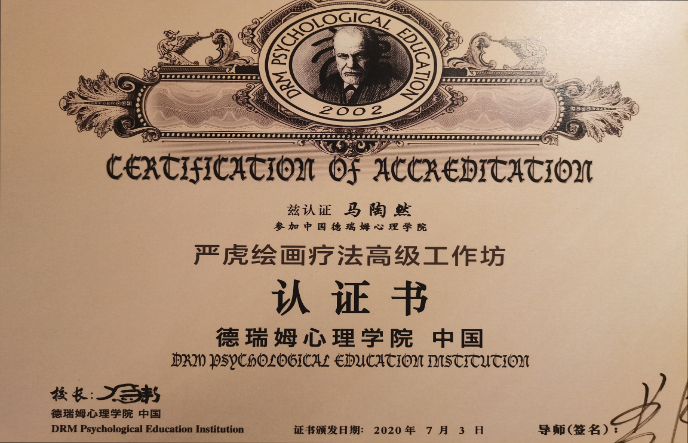 DRM PSYCHOLOGICAL EDUCATION
2002
CERTIFICATION OF ACCREDITATION
兹认证 马陶然
参加中国德瑞姆心理学院
严虎绘画疗法高级工作坊
认证书
德瑞姆心理学院 中国
DRM PSYCHOLOGICAL EDUCATION INSTITUTION
校长:
德瑞姆心理学院 中国
DRM Psychological Education Institution
证书颁发日期: 2020 年 7 月 3 日
导师(签名):